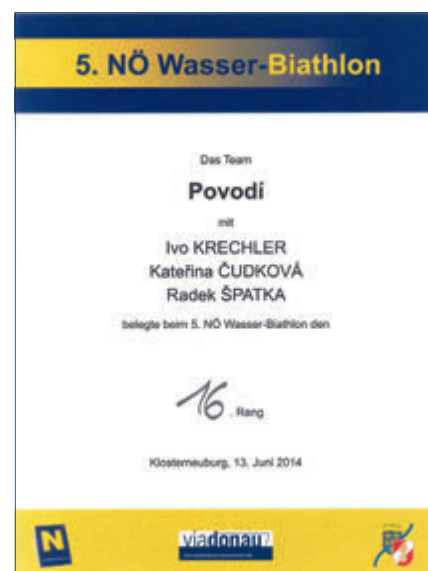 5. NÖ Wasser-Biathlon
Das Team
Povodí
mit
Ivo KRECHLER
Kateřina ČUDKOVÁ
Radek ŠPATKA
belegte beim 5. NÖ Wasser-Biathlon den
16. Rang
Klosterneuburg, 13. Juni 2014
N
viadonau